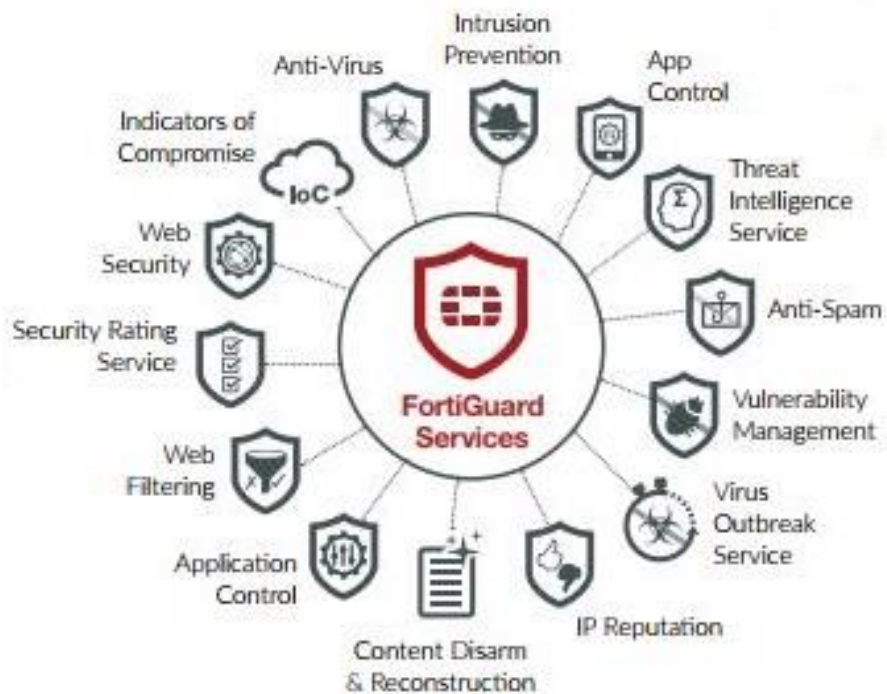 Intrusion
Prevention
Anti-Virus
App
Control
Indicators of
Compromise
IoC
Threat
Intelligence
Service
Σ
Web
Security
Anti-Spam
Security Rating
Service
FortiGuard
Services
Vulnerability
Management
Web
Filtering
Virus
Outbreak
Service
Application
Control
IP Reputation
Content Disarm
& Reconstruction